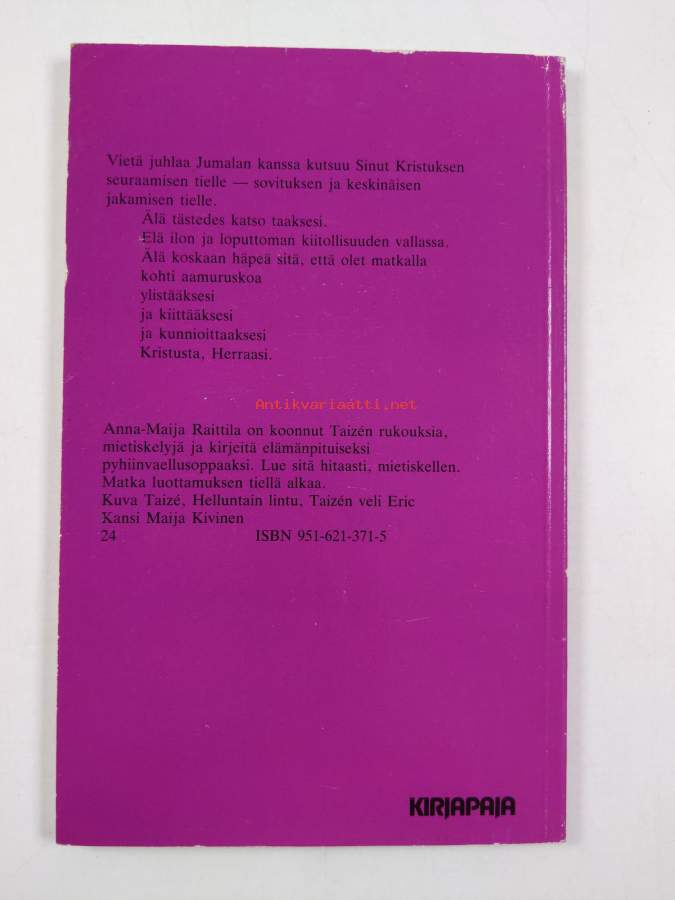 Vietä juhlaa Jumalan kanssa kutsuu Sinut Kristuksen
seuraamisen tielle — sovituksen ja keskinäisen
jakamisen tielle.
Älä tästedes katso taaksesi.
Elä ilon ja loputtoman kiitollisuuden vallassa.
Älä koskaan häpeä sitä, että olet matkalla
kohti aamuruskoa
ylistääksesi
ja kiittääksesi
ja kunnioittaaksesi
Kristusta, Herraasi.
Antikvariaatti.net
Anna-Maija Raittila on koonnut Taizén rukouksia,
mietiskelyjä ja kirjeitä elämänpituiseksi
pyhiinvaellusoppaaksi. Lue sitä hitaasti, mietiskellen.
Matka luottamuksen tiellä alkaa.
Kuva Taizé, Helluntain lintu, Taizén veli Eric
Kansi Maija Kivinen
24 ISBN 951-621-371-5
KIRJAPAJA